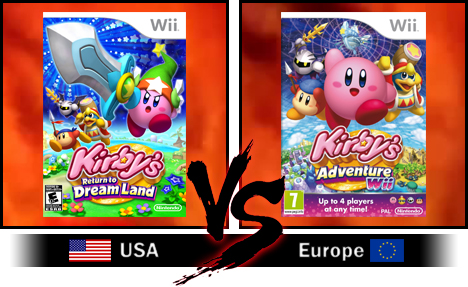 Wii
Kirby's
Return to
Dream Land
E
Nintendo
Wii
Kirby's
Adventure
Wii
Up to 4 players
at any time!
7
PAL
Nintendo
VS
USA
Europe